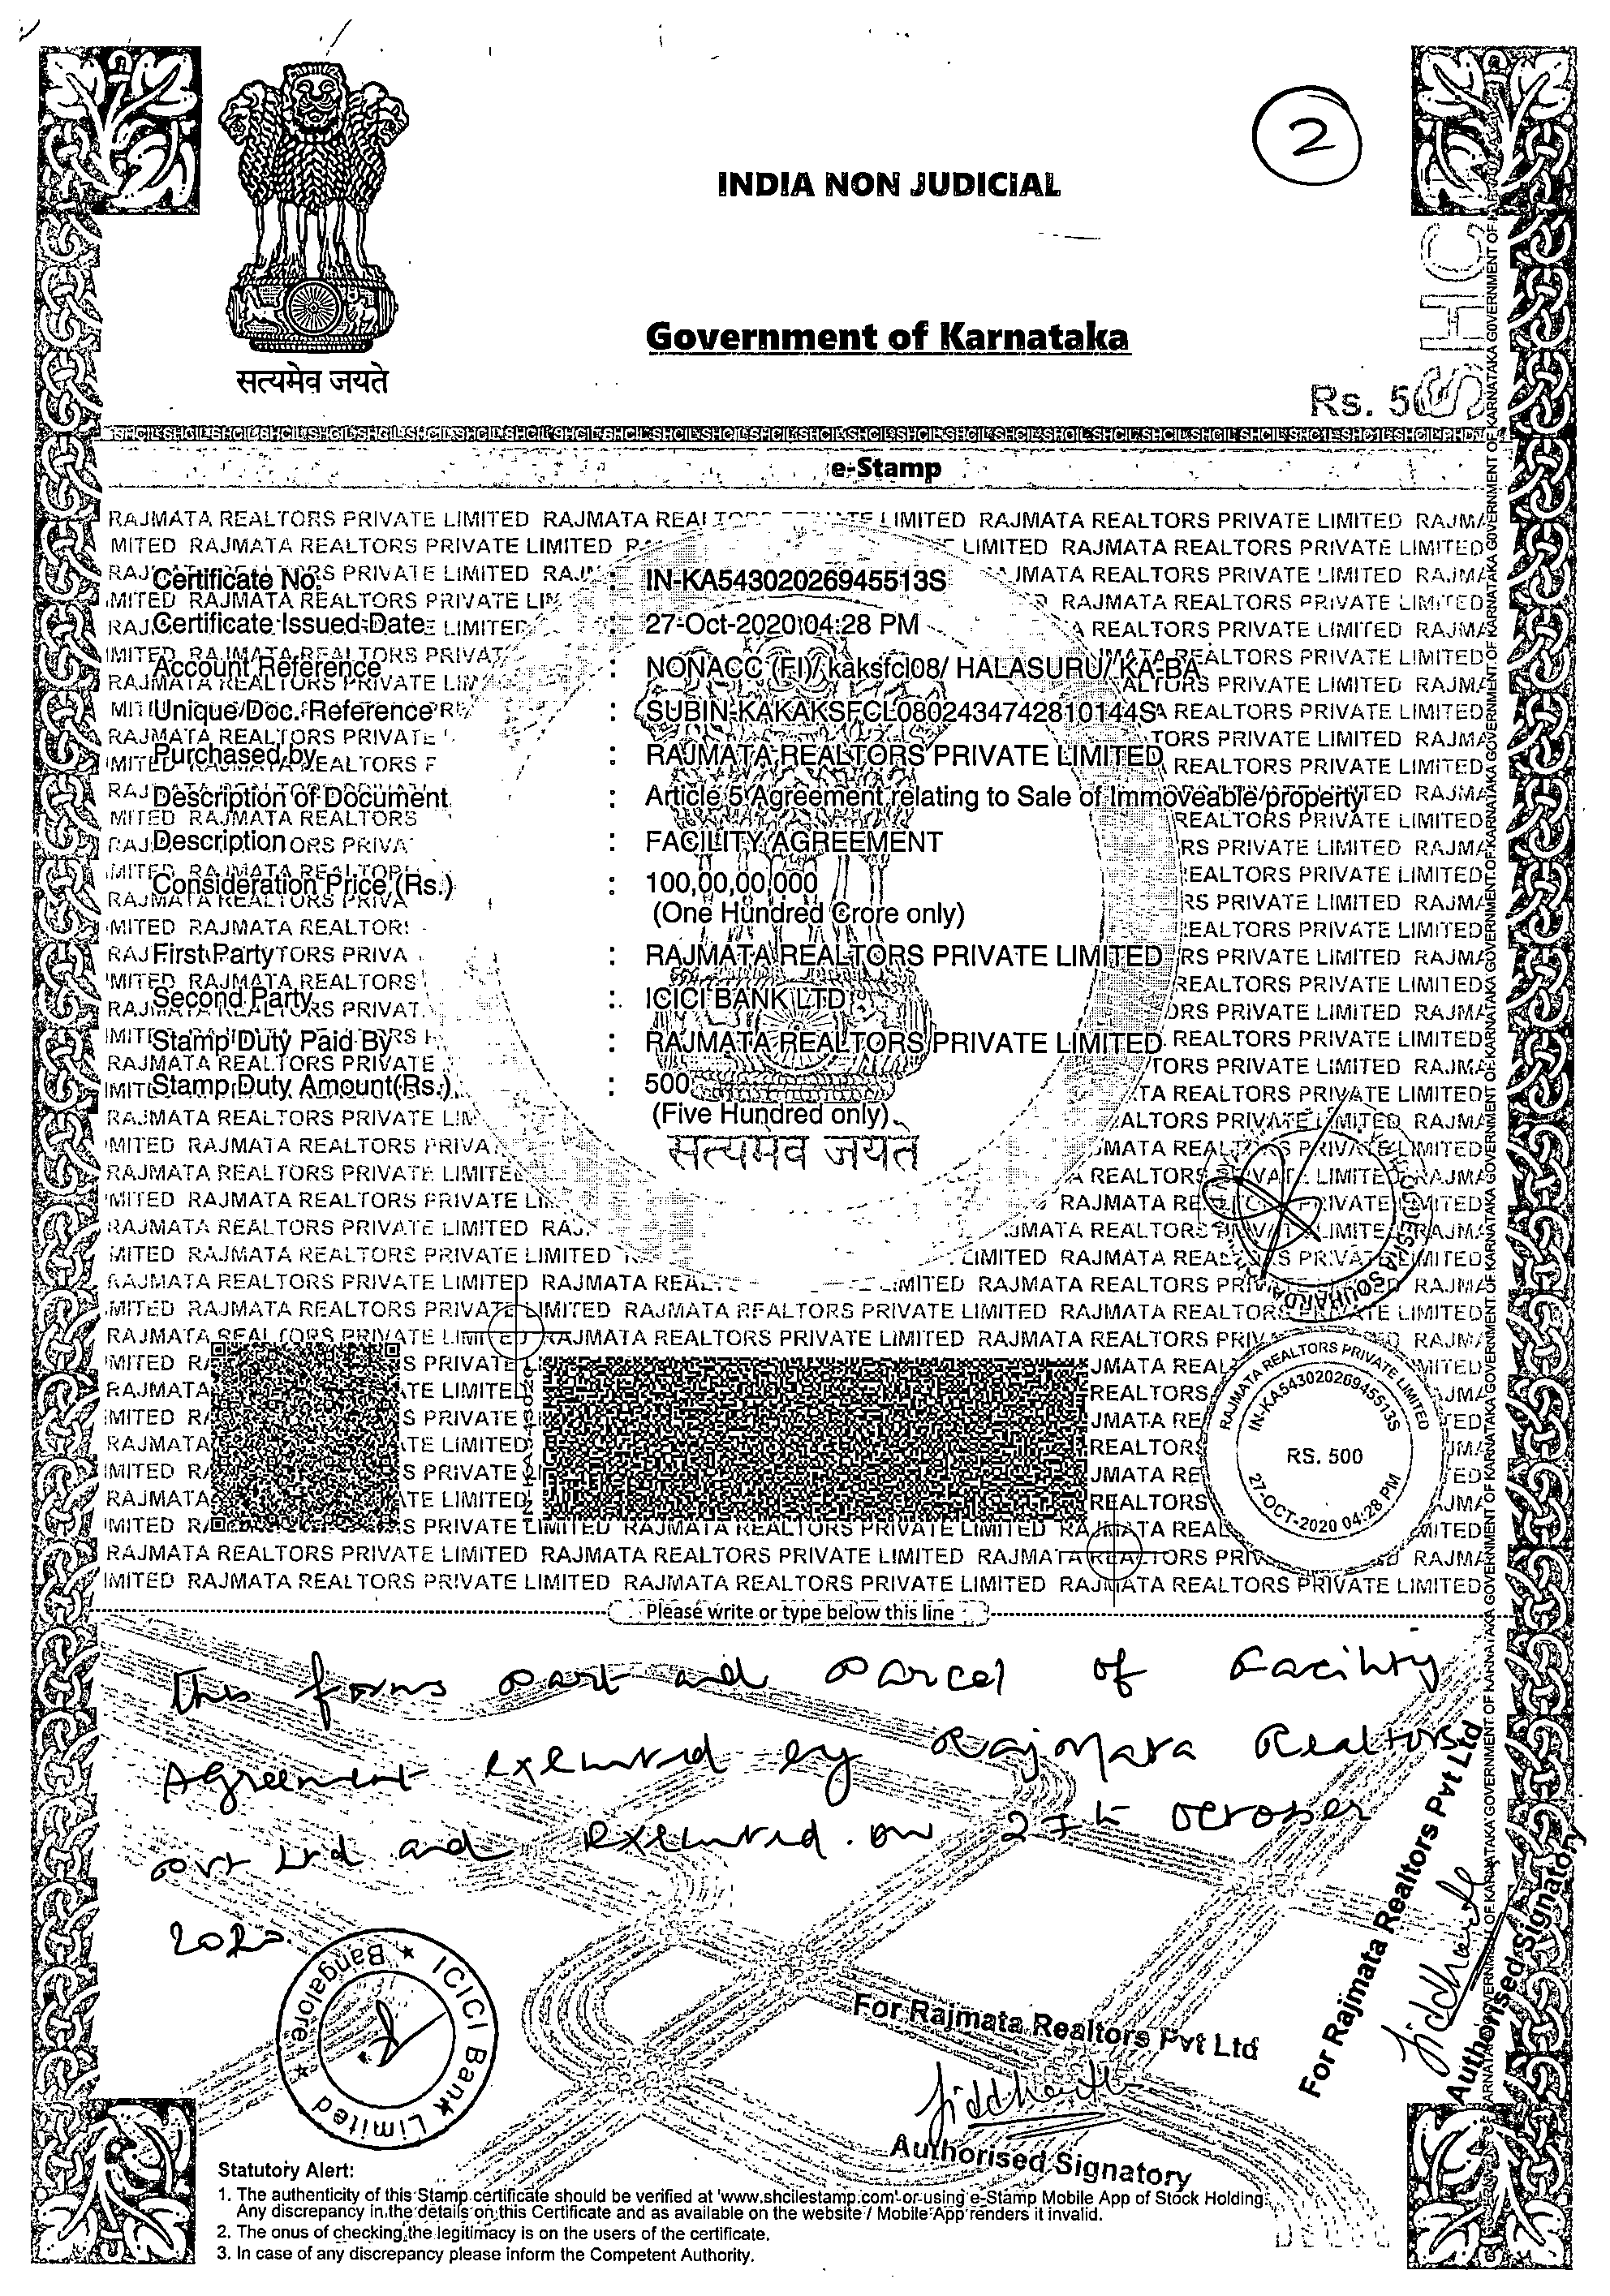 2
INDIA NON JUDICIAL
Government of Karnataka
सत्यमेव जयते
Rs. 50
SHC
e-Stamp
Certificate No. : IN-KA54302026945513S
Certificate Issued Date : 27-Oct-2020 04:28 PM
Account Reference : NONACC (FI)/ kaksfcl08/ HALASURU/ KA-BA
Unique Doc. Reference : SUBIN-KAKAKSFCL0802434742810144S
Purchased by : RAJMATA REALTORS PRIVATE LIMITED
Description of Document : Article 5 Agreement relating to Sale of Immoveable property
Description : FACILITY AGREEMENT
Consideration Price (Rs.) : 100,00,00,000
(One Hundred Crore only)
First Party : RAJMATA REALTORS PRIVATE LIMITED
Second Party : ICICI BANK LTD
Stamp Duty Paid By : RAJMATA REALTORS PRIVATE LIMITED
Stamp Duty Amount(Rs.) : 500
(Five Hundred only)
सत्यमेव जयते
RAJMATA REALTORS PRIVATE LIMITED
IN-KA54302026945513S
RS. 500
27-OCT-2020 04:28 PM
Please write or type below this line
This forms part and parcel of Facility
Agreement executed by Rajmata Realtors
Pvt Ltd and executed on 27th October
2020.
ICICI Bank Limited
Bangalore
For Rajmata Realtors Pvt Ltd
Siddharth
Authorised Signatory
For Rajmata Realtors Pvt Ltd
Siddharth
Authorised Signatory
Statutory Alert:
1. The authenticity of this Stamp certificate should be verified at 'www.shcilestamp.com' or using e-Stamp Mobile App of Stock Holding.
Any discrepancy in the details on this Certificate and as available on the website / Mobile App renders it invalid.
2. The onus of checking the legitimacy is on the users of the certificate.
3. In case of any discrepancy please inform the Competent Authority.